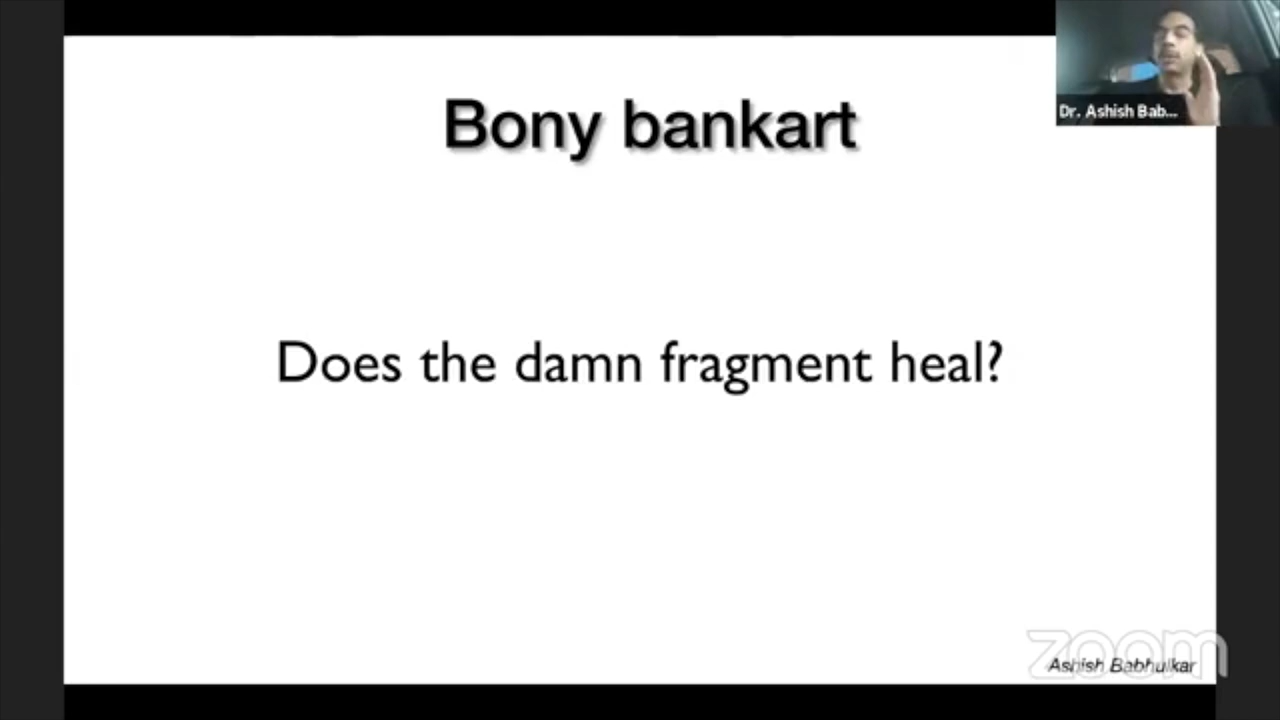 Bony bankart
Dr. Ashish Bab...
Does the damn fragment heal?
zoom
Ashish Babhulkar